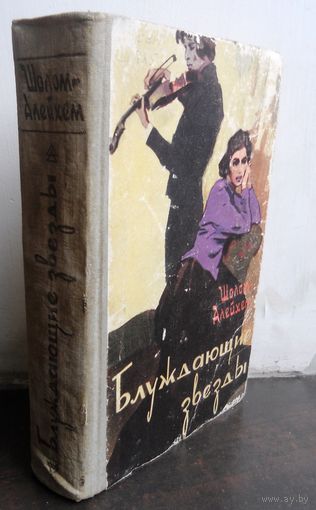 Шолом-
Алейхем
Блуждающие звезды
Шолом-
Алейхем
Блуждающие
звезды
www.ay.by